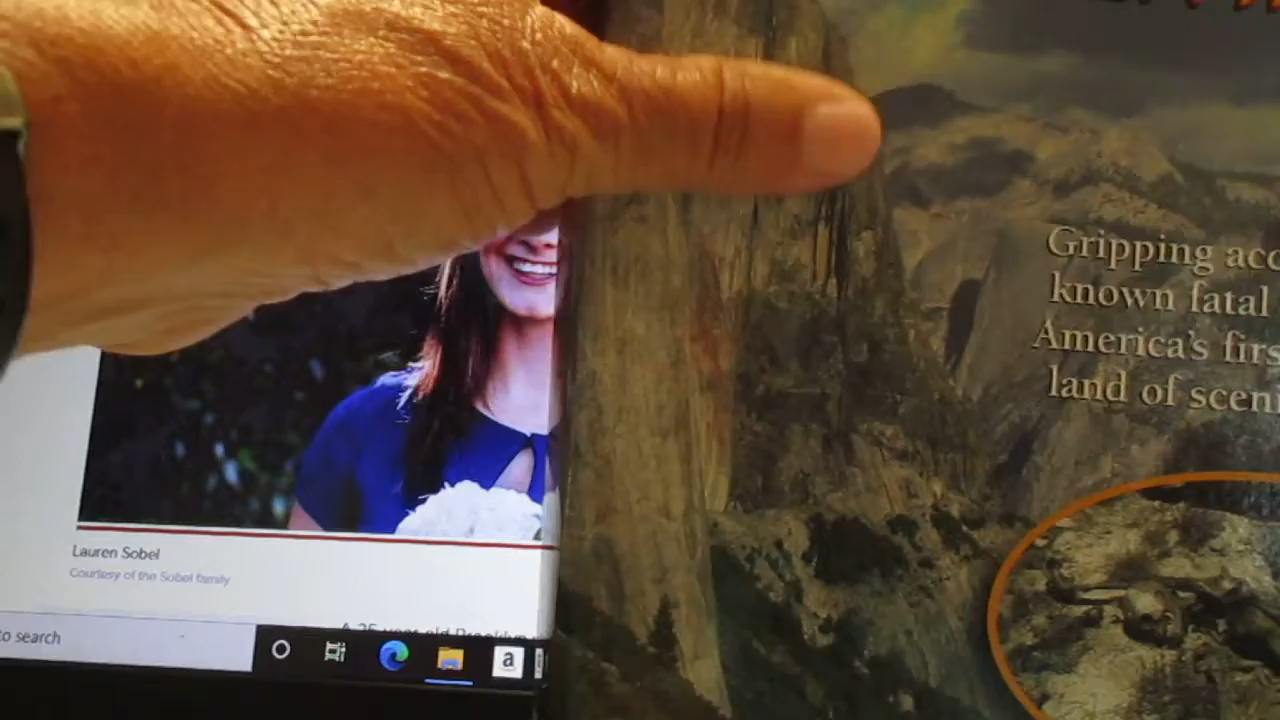 Gripping acc
known fatal
America's firs
land of sceni
Lauren Sobel
Courtesy of the Sobel family
to search
a